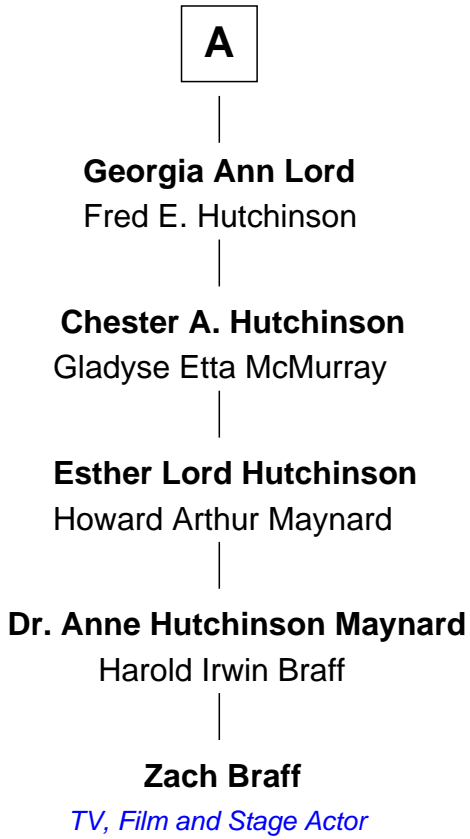 A
Georgia Ann Lord
Fred E. Hutchinson
Chester A. Hutchinson
Gladyse Etta McMurray
Esther Lord Hutchinson
Howard Arthur Maynard
Dr. Anne Hutchinson Maynard
Harold Irwin Braff
Zach Braff
TV, Film and Stage Actor